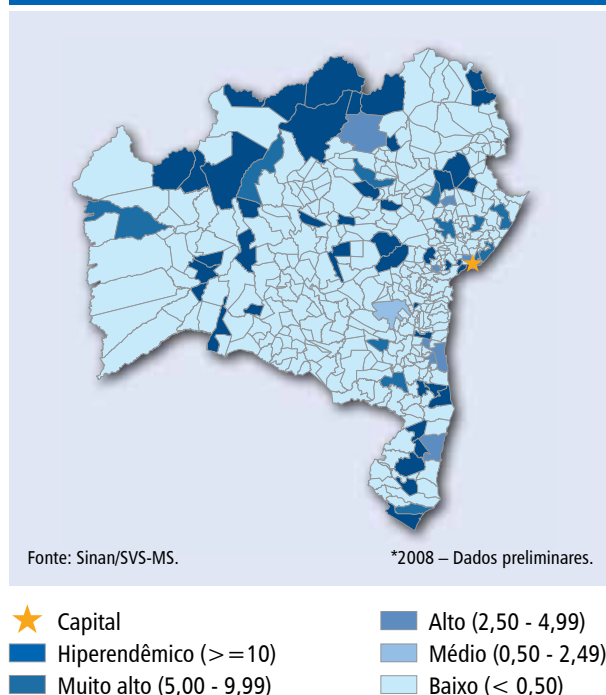 Fonte: Sinan/SVS-MS.
*2008 – Dados preliminares.
Capital
Hiperendêmico (>=10)
Muito alto (5,00 - 9,99)
Alto (2,50 - 4,99)
Médio (0,50 - 2,49)
Baixo (< 0,50)